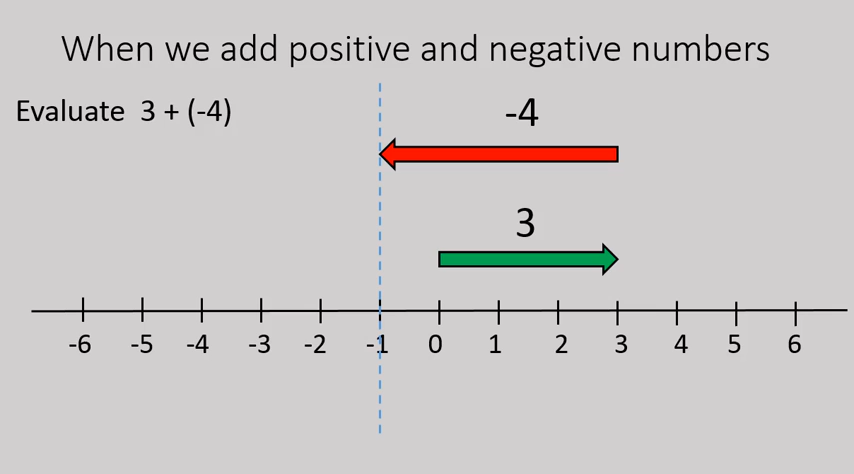 When we add positive and negative numbers
Evaluate 3 + (-4)
-4
3
-6 -5 -4 -3 -2 -1 0 1 2 3 4 5 6